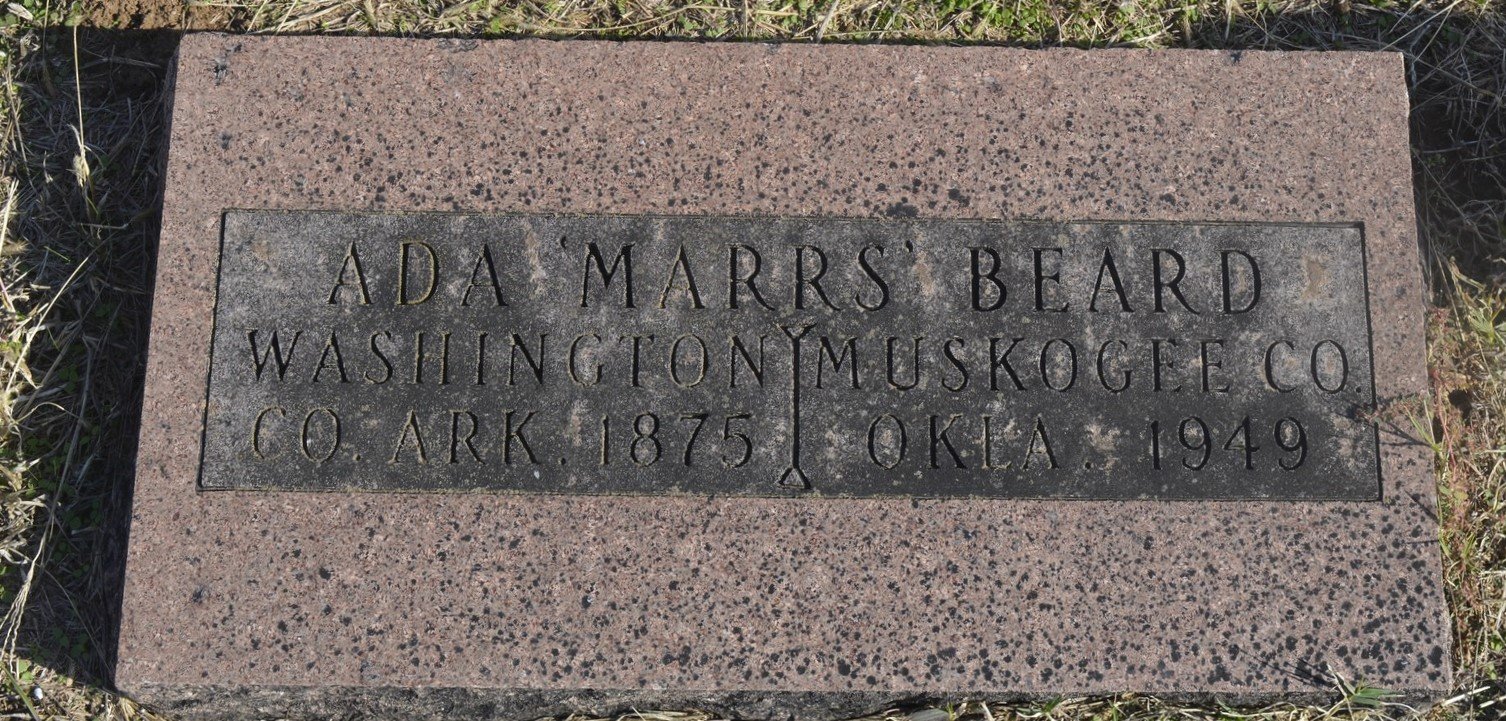 ADA 'MARRS' BEARD
WASHINGTON MUSKOGEE CO.
CO. ARK. 1875 OKLA. 1949